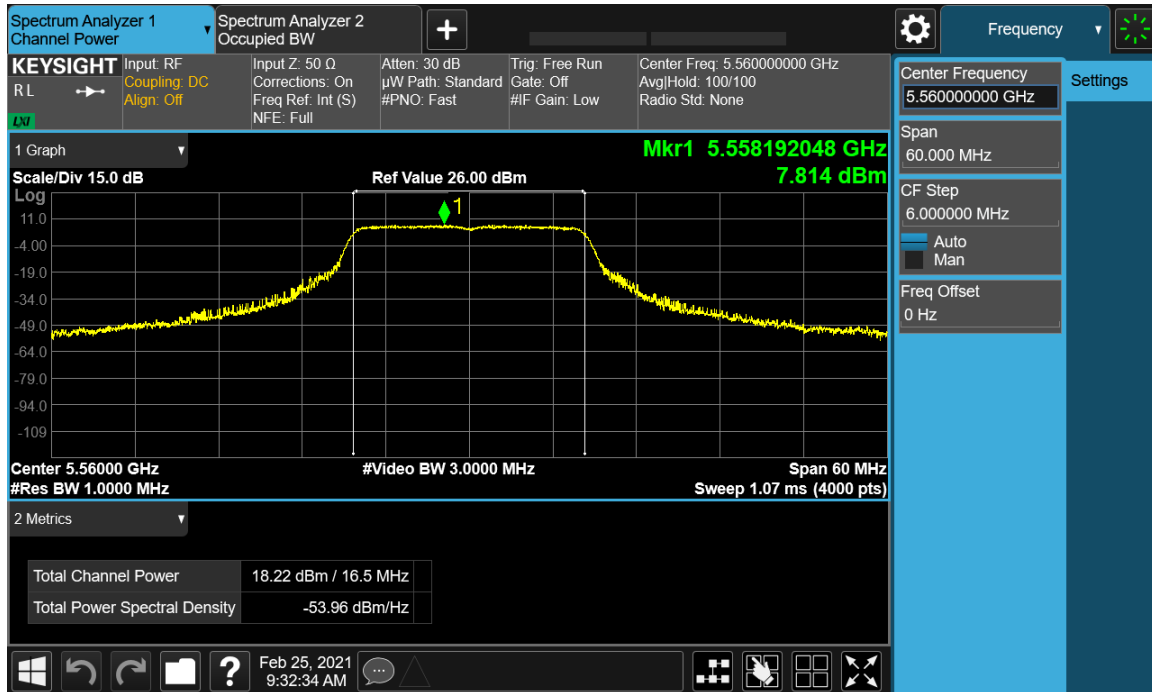 Spectrum Analyzer 1
Channel Power
Spectrum Analyzer 2
Occupied BW
Frequency
KEYSIGHT
RL
LXI
Input: RF
Coupling: DC
Align: Off
Input Z: 50 Ω
Corrections: On
Freq Ref: Int (S)
NFE: Full
Atten: 30 dB
µW Path: Standard
#PNO: Fast
Trig: Free Run
Gate: Off
#IF Gain: Low
Center Freq: 5.560000000 GHz
Avg|Hold: 100/100
Radio Std: None
Center Frequency
5.560000000 GHz
Settings
Span
60.000 MHz
CF Step
6.000000 MHz
Auto
Man
Freq Offset
0 Hz
1 Graph
Mkr1 5.558192048 GHz
7.814 dBm
Scale/Div 15.0 dB
Ref Value 26.00 dBm
Log
1
11.0
-4.00
-19.0
-34.0
-49.0
-64.0
-79.0
-94.0
-109
Center 5.56000 GHz
#Video BW 3.0000 MHz
Span 60 MHz
#Res BW 1.0000 MHz
Sweep 1.07 ms (4000 pts)
2 Metrics
Total Channel Power 18.22 dBm / 16.5 MHz
Total Power Spectral Density -53.96 dBm/Hz
?
Feb 25, 2021
9:32:34 AM